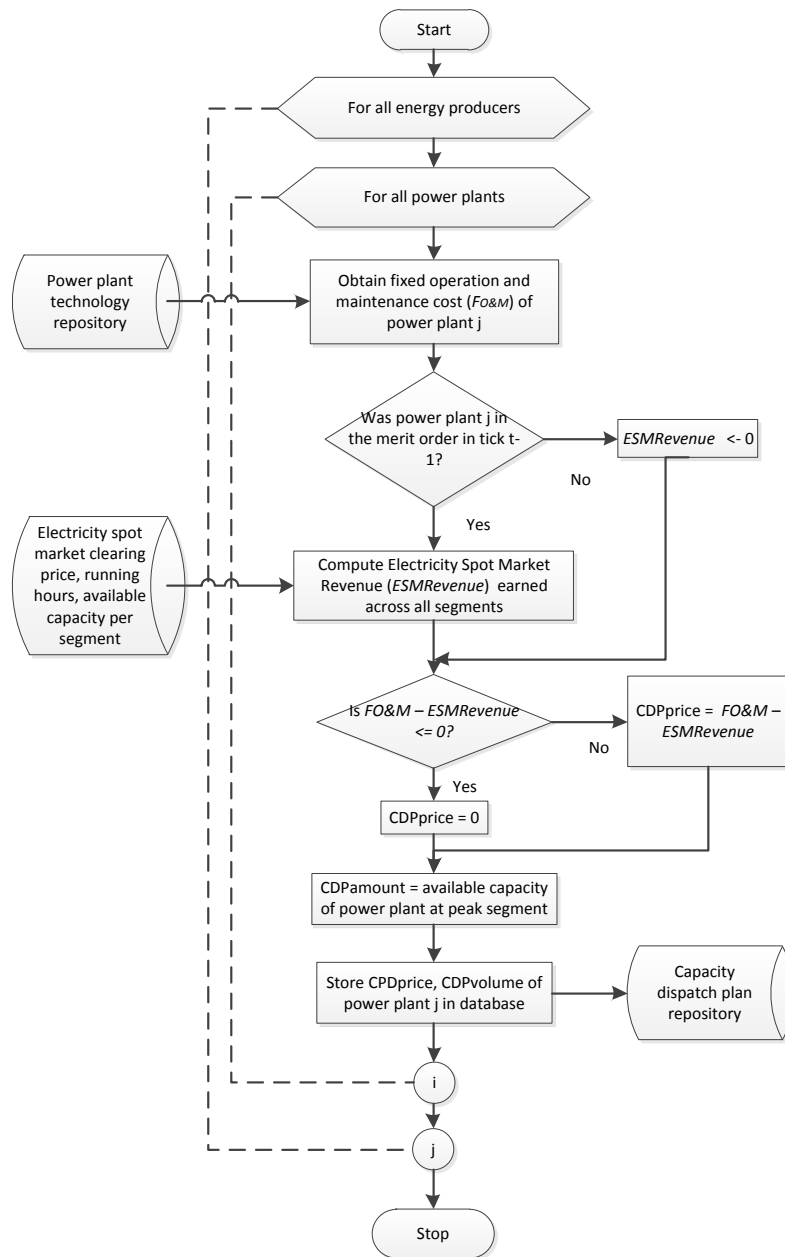 Start
For all energy producers
For all power plants
Power plant
technology
repository
Obtain fixed operation and
maintenance cost (FO&M) of
power plant j
Was power plant j in
the merit order in tick t-
1?
ESMRevenue <- 0
No
Yes
Electricity spot
market clearing
price, running
hours, available
capacity per
segment
Compute Electricity Spot Market
Revenue (ESMRevenue) earned
across all segments
Is FO&M – ESMRevenue
<= 0?
CDPprice = FO&M –
ESMRevenue
No
Yes
CDPprice = 0
CDPamount = available capacity
of power plant at peak segment
Store CPDprice, CDPvolume of
power plant j in database
Capacity
dispatch plan
repository
i
j
Stop